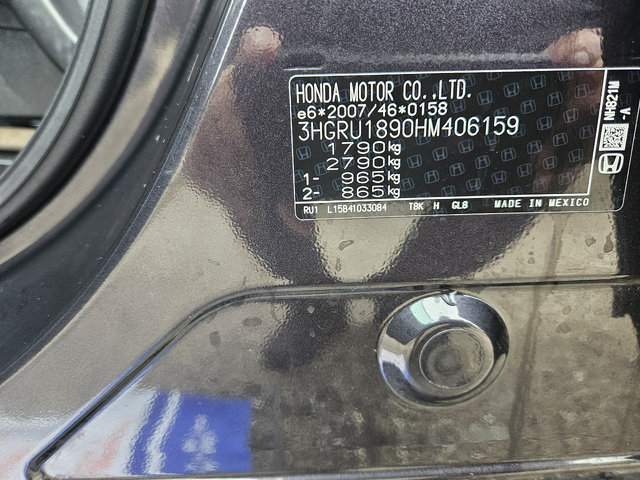 HONDA MOTOR CO.,LTD.
e6*2007/46*0158
3HGRU1890HM406159
1790kg
2790kg
1- 965kg
2- 865kg
RU1 L15B41033084 T8K H GL8 MADE IN MEXICO
NH821M
-A